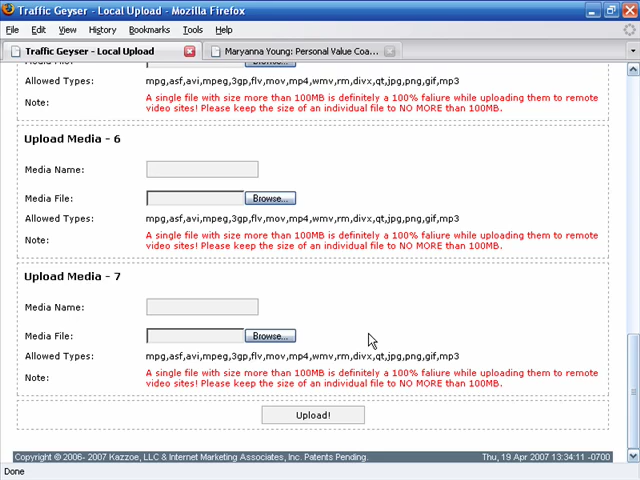 Traffic Geyser - Local Upload - Mozilla Firefox
File Edit View History Bookmarks Tools Help
Traffic Geyser - Local Upload Maryanna Young: Personal Value Coa...
Media File: Browse...
Allowed Types: mpg,asf,avi,mpeg,3gp,flv,mov,mp4,wmv,rm,divx,qt,jpg,png,gif,mp3
Note: A single file with size more than 100MB is definitely a 100% faliure while uploading them to remote
video sites! Please keep the size of an individual file to NO MORE than 100MB.
Upload Media - 6
Media Name:
Media File: Browse...
Allowed Types: mpg,asf,avi,mpeg,3gp,flv,mov,mp4,wmv,rm,divx,qt,jpg,png,gif,mp3
Note: A single file with size more than 100MB is definitely a 100% faliure while uploading them to remote
video sites! Please keep the size of an individual file to NO MORE than 100MB.
Upload Media - 7
Media Name:
Media File: Browse...
Allowed Types: mpg,asf,avi,mpeg,3gp,flv,mov,mp4,wmv,rm,divx,qt,jpg,png,gif,mp3
Note: A single file with size more than 100MB is definitely a 100% faliure while uploading them to remote
video sites! Please keep the size of an individual file to NO MORE than 100MB.
Upload!
Copyright © 2006- 2007 Kazzoe, LLC & Internet Marketing Associates, Inc. Patents Pending. Thu, 19 Apr 2007 13:34:11 -0700
Done